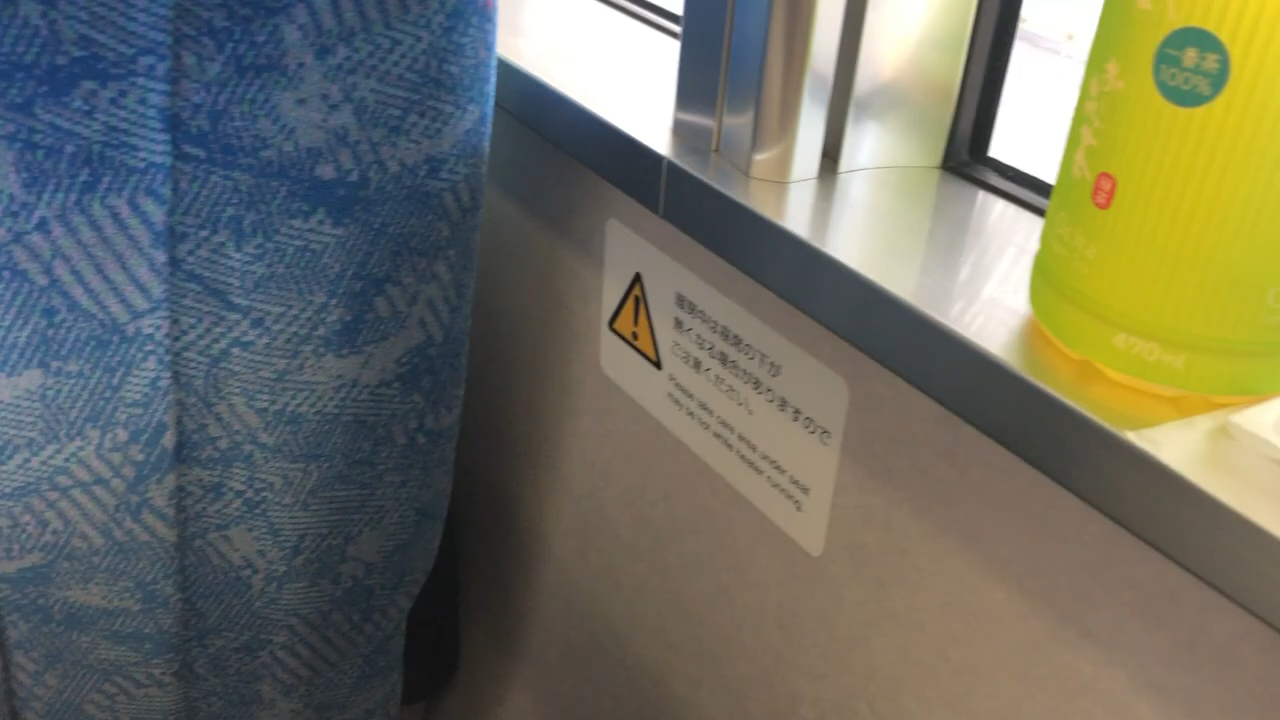 暖房中は座席の下が
熱くなる場合がありますので
ご注意ください。
Please take care area under seat
may be hot while heater running.
一番茶
100%
470ml